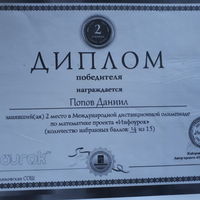 2
ДИПЛОМ
победителя
награждается
Попов Даниил
занявший(ая) 2 место в Международной дистанционной олимпиаде
по математике проекта «Инфоурок»
(количество набранных баллов: из 15)
СОШ